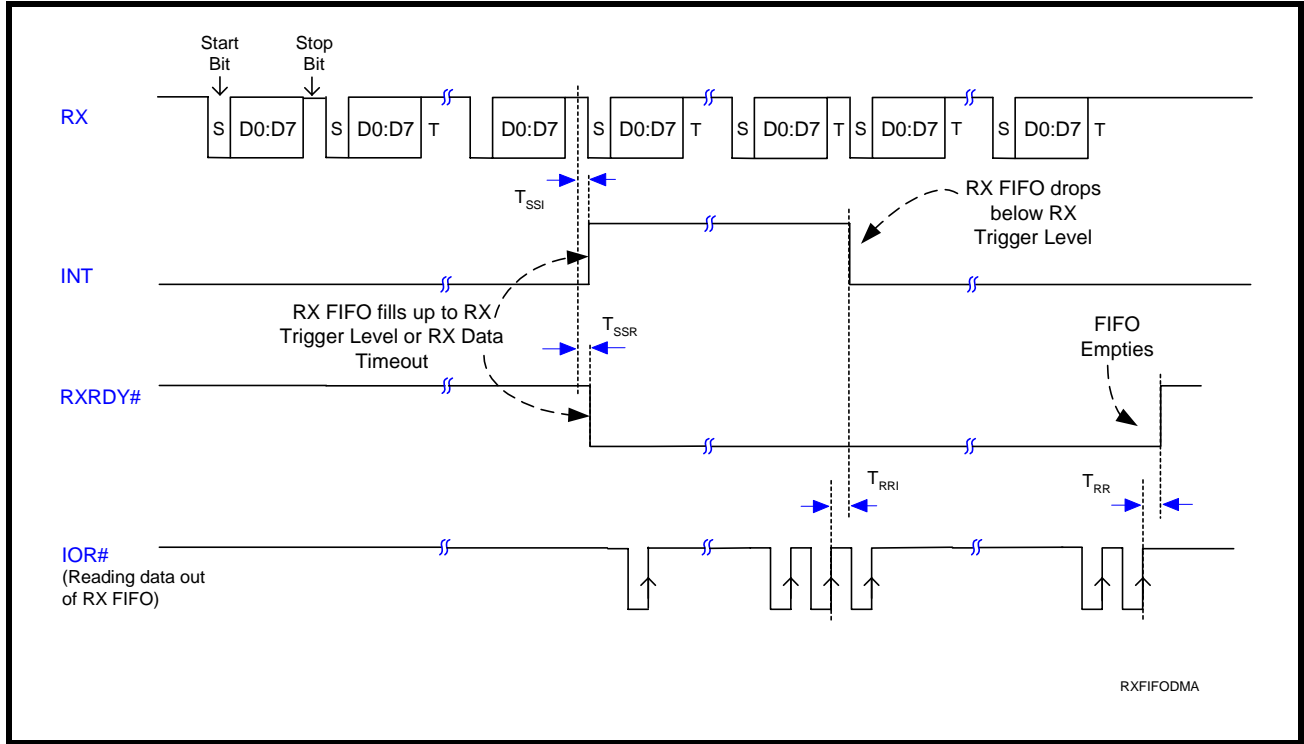 Start
Bit
Stop
Bit
RX
S D0:D7 S D0:D7 T D0:D7 S D0:D7 T S D0:D7 T S D0:D7 T S D0:D7 T
TSSI
RX FIFO drops
below RX
Trigger Level
INT
RX FIFO fills up to RX
Trigger Level or RX Data
Timeout
TSSR
FIFO
Empties
RXRDY#
TRRI
TRR
IOR#
(Reading data out
of RX FIFO)
RXFIFODMA